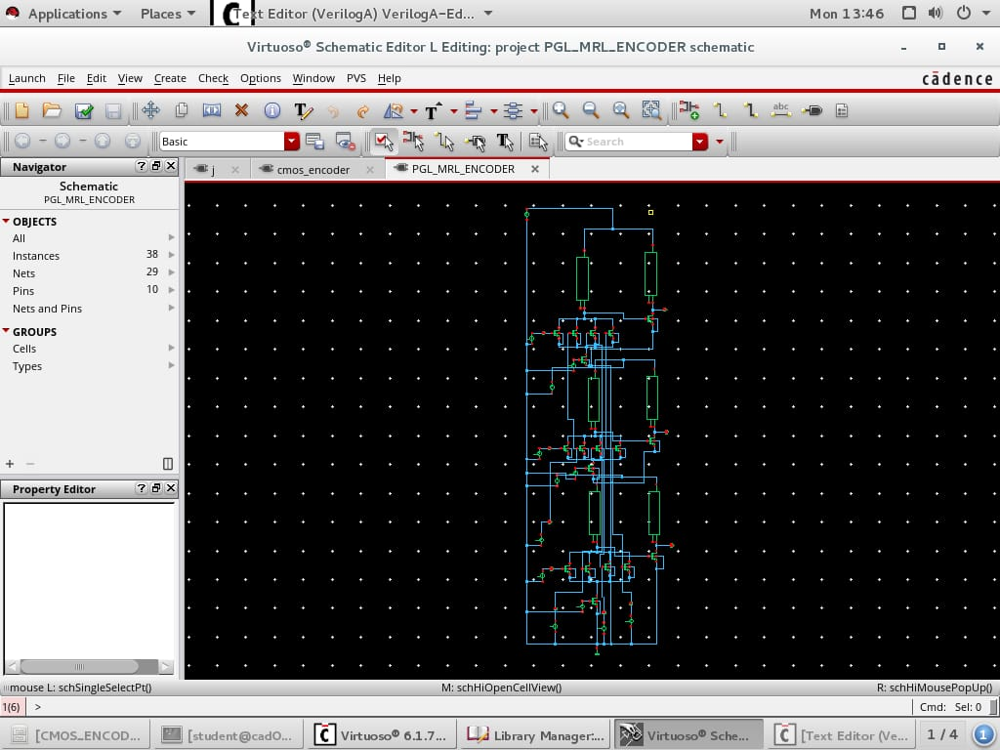 Applications Places Text Editor (VerilogA) VerilogA-Ed... Mon 13:46
Virtuoso® Schematic Editor L Editing: project PGL_MRL_ENCODER schematic
Launch File Edit View Create Check Options Window PVS Help cādence
abc
Basic Search
Navigator ? j cmos_encoder PGL_MRL_ENCODER
Schematic
PGL_MRL_ENCODER
OBJECTS
All
Instances 38
Nets 29
Pins 10
Nets and Pins
GROUPS
Cells
Types
Property Editor ?
mouse L: schSingleSelectPt() M: schHiOpenCellView() R: schHiMousePopUp()
1(6) > Cmd: Sel: 0
[CMOS_ENCOD... [student@cadO... Virtuoso® 6.1.7... Library Manager:... Virtuoso® Sche... [Text Editor (Ve... 1 / 4 1